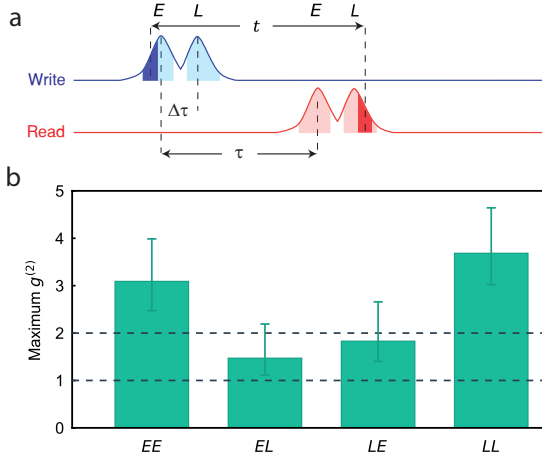 a
E L E L
t
Write
Δτ
Read
τ
b
5
4
3
2
1
0
Maximum g(2)
EE EL LE LL